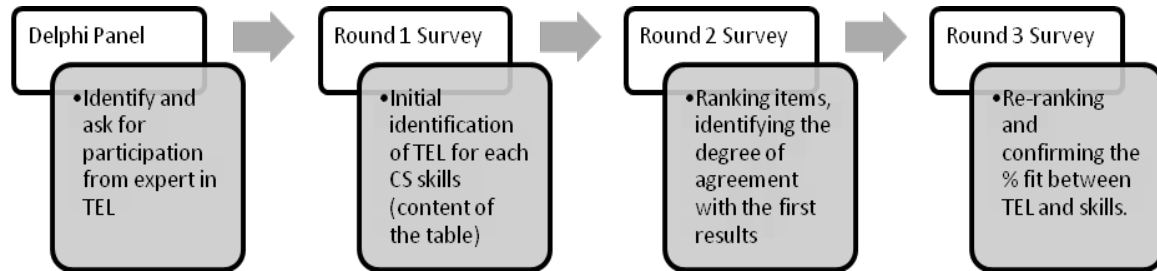 Delphi Panel
•Identify and
ask for
participation
from expert in
TEL
Round 1 Survey
•Initial
identification
of TEL for each
CS skills
(content of
the table)
Round 2 Survey
•Ranking items,
identifying the
degree of
agreement
with the first
results
Round 3 Survey
•Re-ranking
and
confirming the
% fit between
TEL and skills.